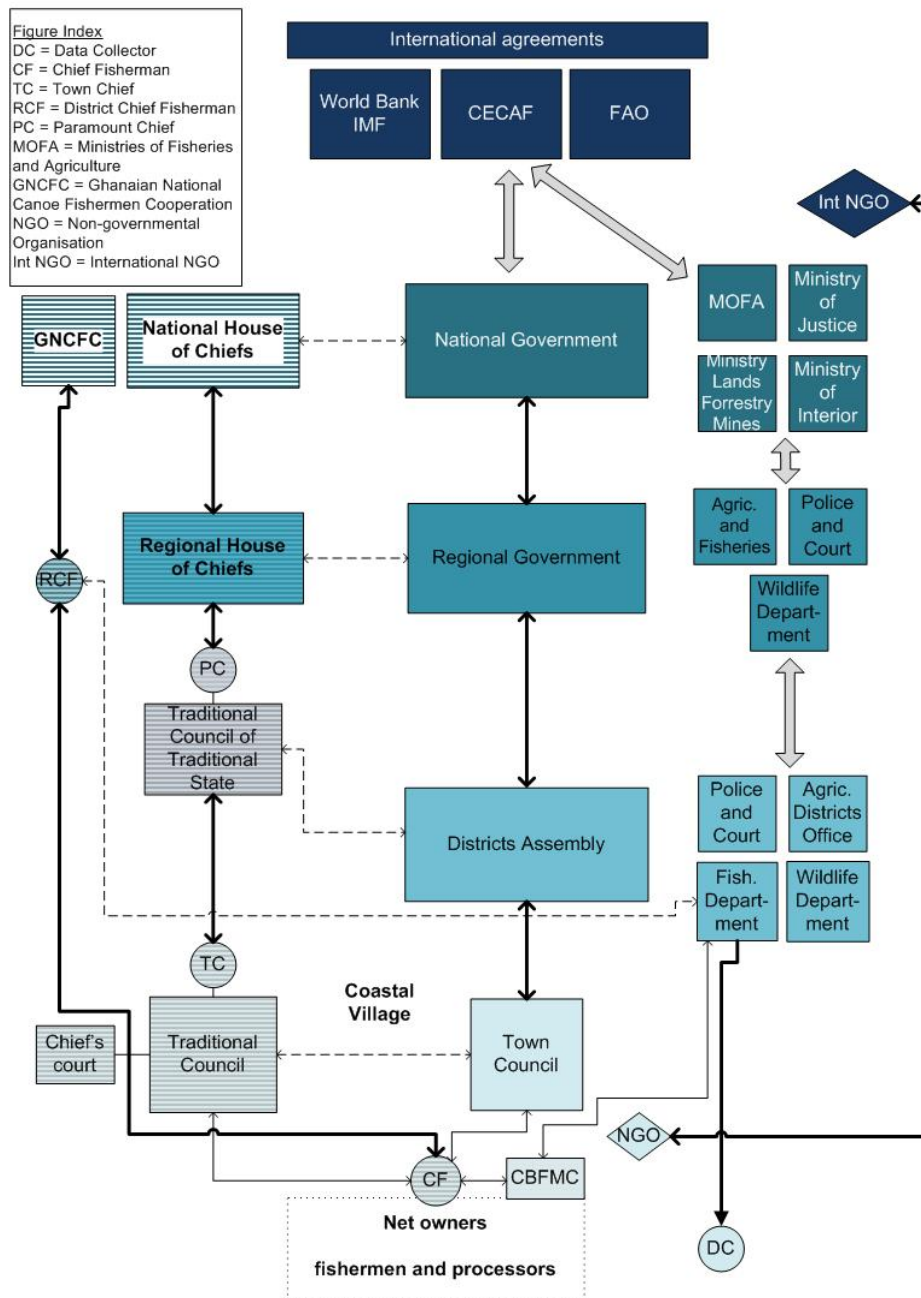 Figure Index
DC = Data Collector
CF = Chief Fisherman
TC = Town Chief
RCF = District Chief Fisherman
PC = Paramount Chief
MOFA = Ministries of Fisheries
and Agriculture
GNCFC = Ghanaian National
Canoe Fishermen Cooperation
NGO = Non-governmental
Organisation
Int NGO = International NGO
International agreements
World Bank
IMF
CECAF
FAO
Int NGO
GNCFC
National House
of Chiefs
National Government
MOFA
Ministry
of
Justice
Ministry
Lands
Forrestry
Mines
Ministry
of
Interior
RCF
Regional House
of Chiefs
Regional Government
Agric.
and
Fisheries
Police
and
Court
Wildlife
Depart-
ment
PC
Traditional
Council of
Traditional
State
Districts Assembly
Police
and
Court
Agric.
Districts
Office
Fish.
Depart-
ment
Wildlife
Depart-
ment
TC
Coastal
Village
Chief's
court
Traditional
Council
Town
Council
NGO
CF
CBFMC
Net owners
fishermen and processors
DC